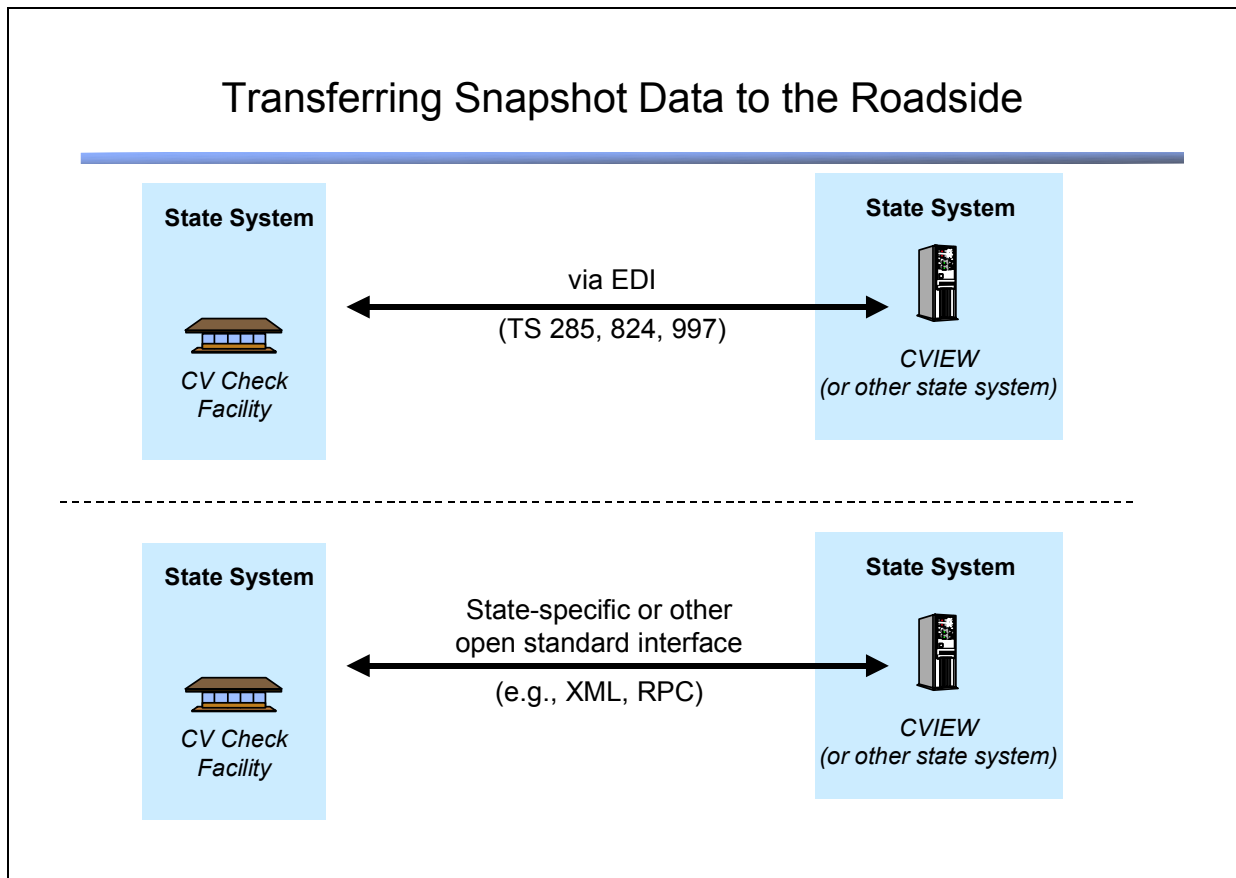 Transferring Snapshot Data to the Roadside
State System
CV Check
Facility
via EDI
(TS 285, 824, 997)
State System
CVIEW
(or other state system)
State System
CV Check
Facility
State-specific or other
open standard interface
(e.g., XML, RPC)
State System
CVIEW
(or other state system)